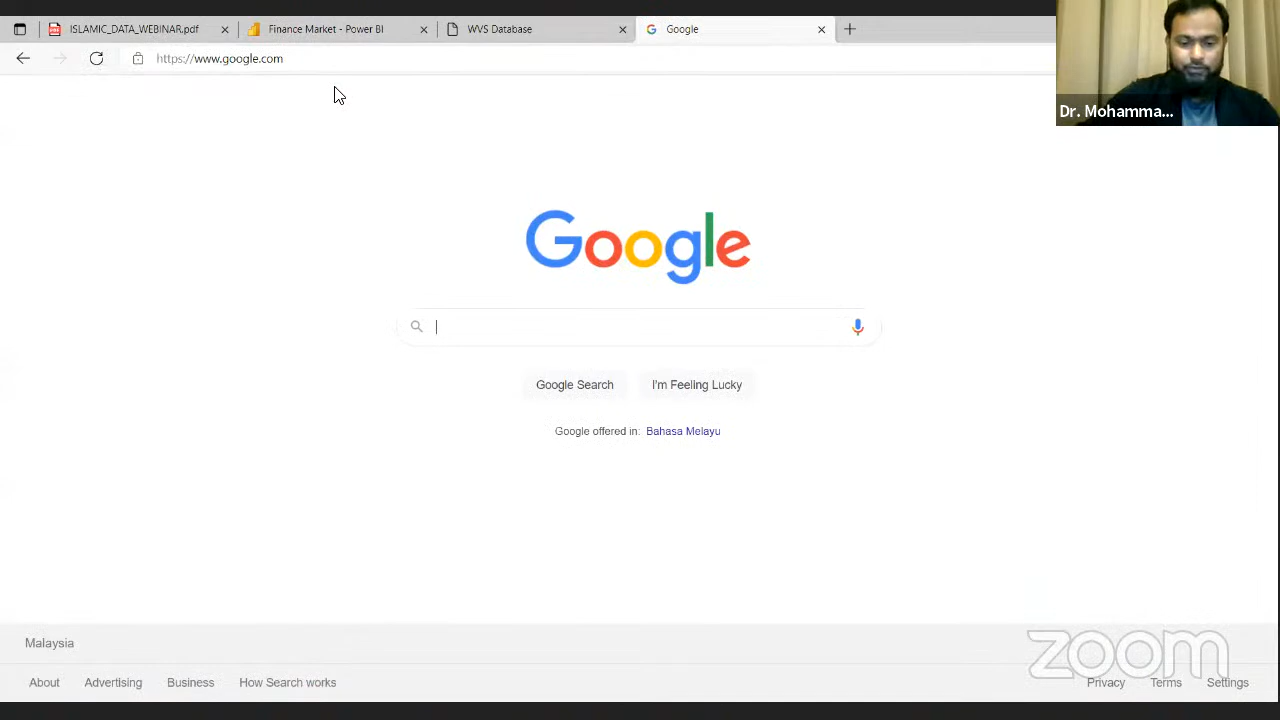 ISLAMIC_DATA_WEBINAR.pdf
Finance Market - Power BI
WVS Database
Google
https://www.google.com
Dr. Mohamma...
Google
Google Search
I'm Feeling Lucky
Google offered in: Bahasa Melayu
Malaysia
zoom
About
Advertising
Business
How Search works
Privacy
Terms
Settings